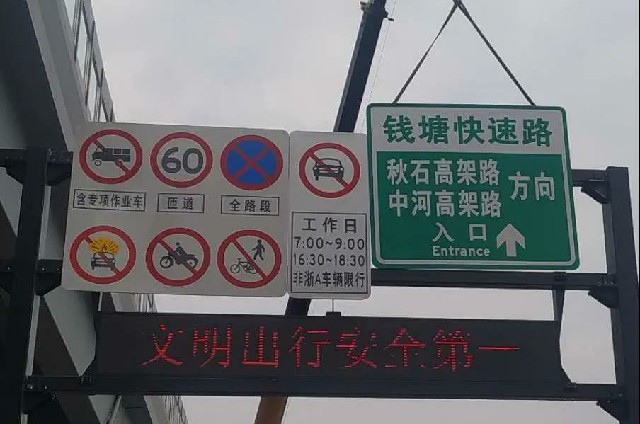 60
含专项作业车
匝道
全路段
工作日
7:00~9:00
16:30~18:30
非浙A车辆限行
钱塘快速路
秋石高架路
中河高架路
方向
入口
Entrance
文明出行安全第一